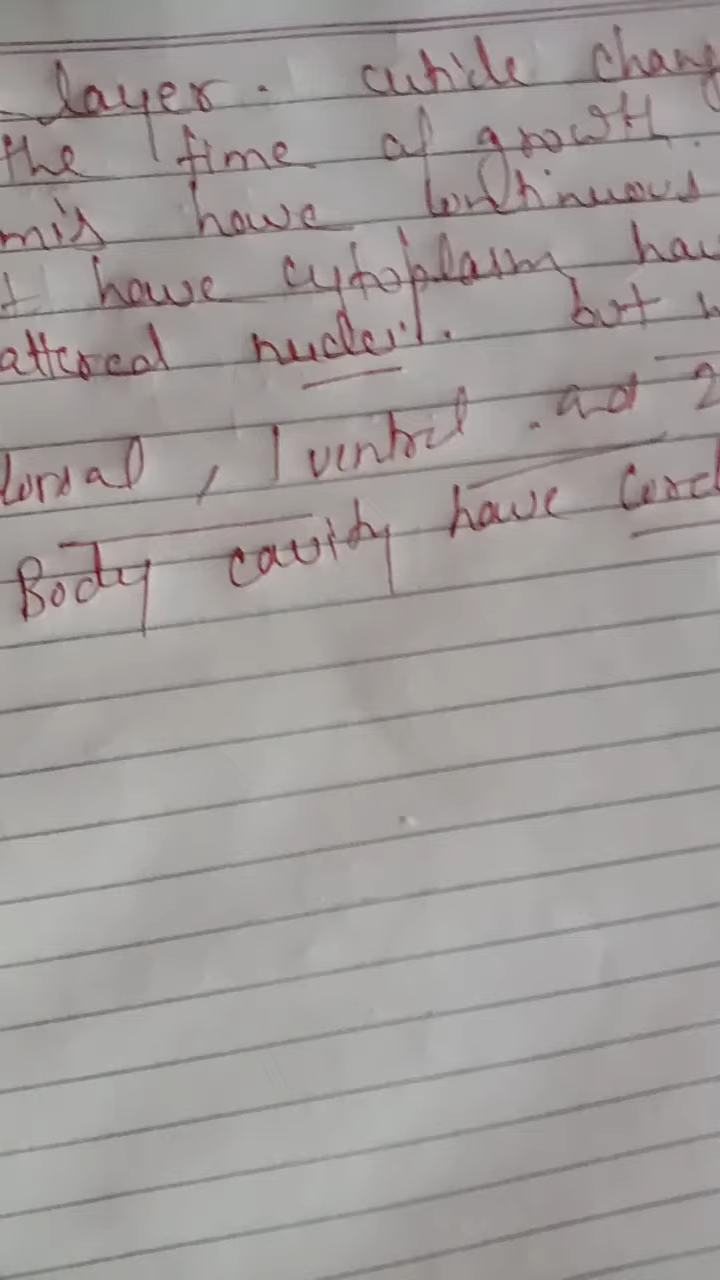 layer. cuticle chang
the time of growth.
mis have continuous
t have cytoplasm hav
attered nuclei. but
dorsal, 1 ventral. and 2
Body cavity have